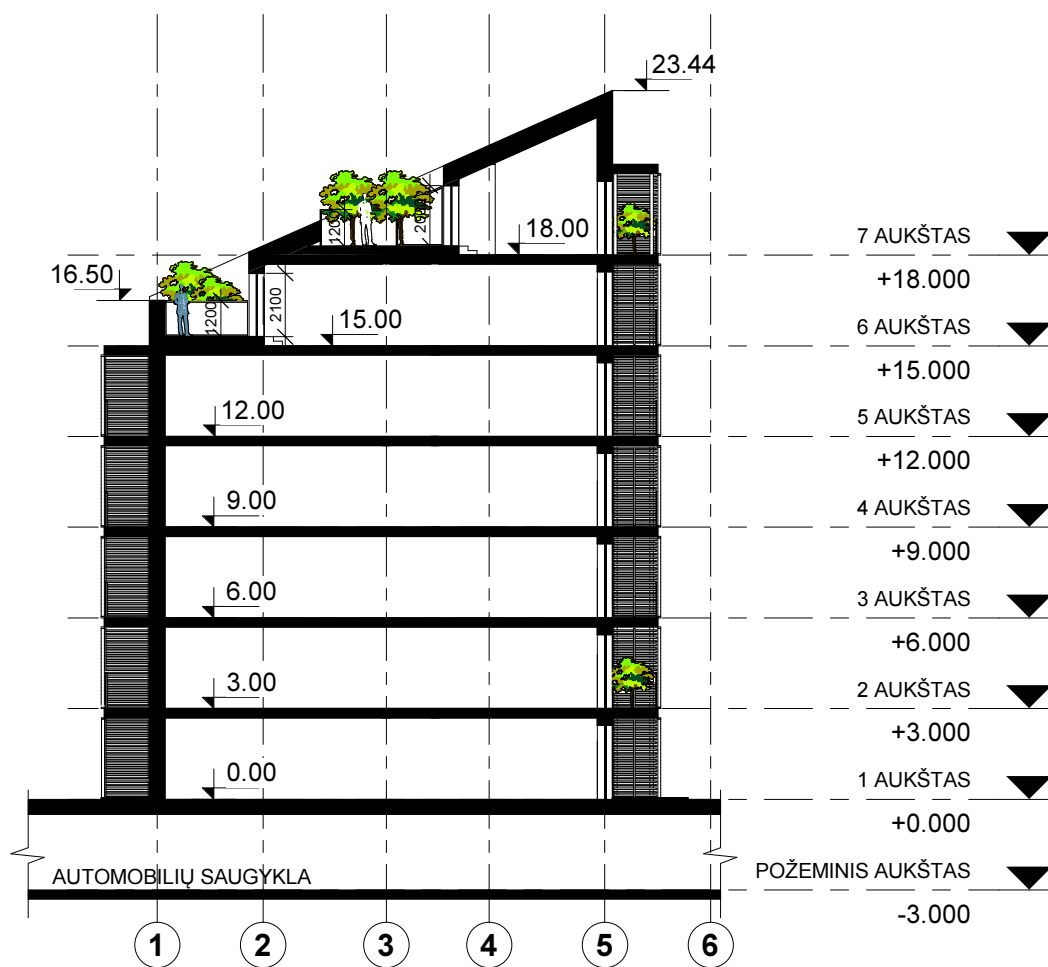 23.44
18.00
1200
20
7 AUKŠTAS
+18.000
16.50
2100
1200
15.00
6 AUKŠTAS
+15.000
12.00
5 AUKŠTAS
+12.000
9.00
4 AUKŠTAS
+9.000
6.00
3 AUKŠTAS
+6.000
3.00
2 AUKŠTAS
+3.000
0.00
1 AUKŠTAS
+0.000
AUTOMOBILIŲ SAUGYKLA
POŽEMINIS AUKŠTAS
-3.000
1 2 3 4 5 6